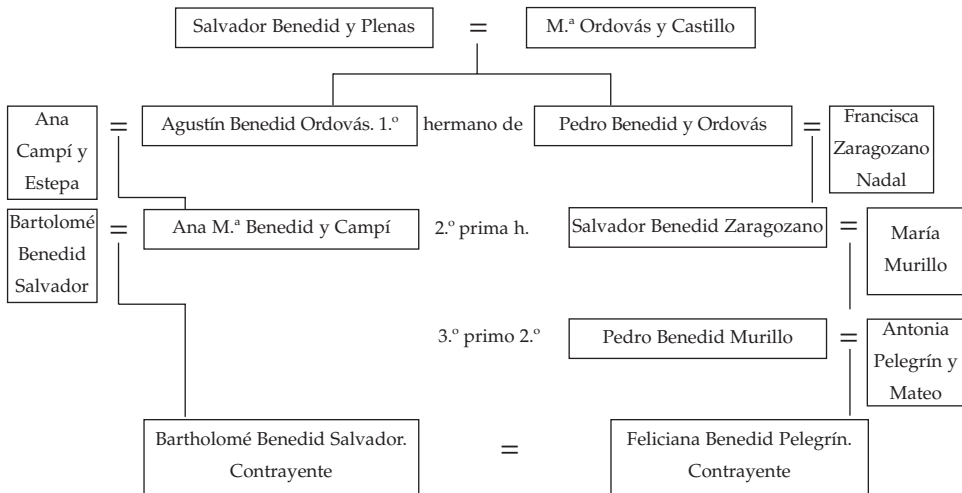 Salvador Benedid y Plenas = M.ª Ordovás y Castillo
Ana
Campí y
Estepa
= Agustín Benedid Ordovás. 1.º hermano de Pedro Benedid y Ordovás =
Francisca
Zaragozano
Nadal
Bartolomé
Benedid
Salvador
= Ana M.ª Benedid y Campí 2.º prima h. Salvador Benedid Zaragozano =
María
Murillo
3.º primo 2.º Pedro Benedid Murillo =
Antonia
Pelegrín y
Mateo
Bartholomé Benedid Salvador.
Contrayente
=
Feliciana Benedid Pelegrín.
Contrayente